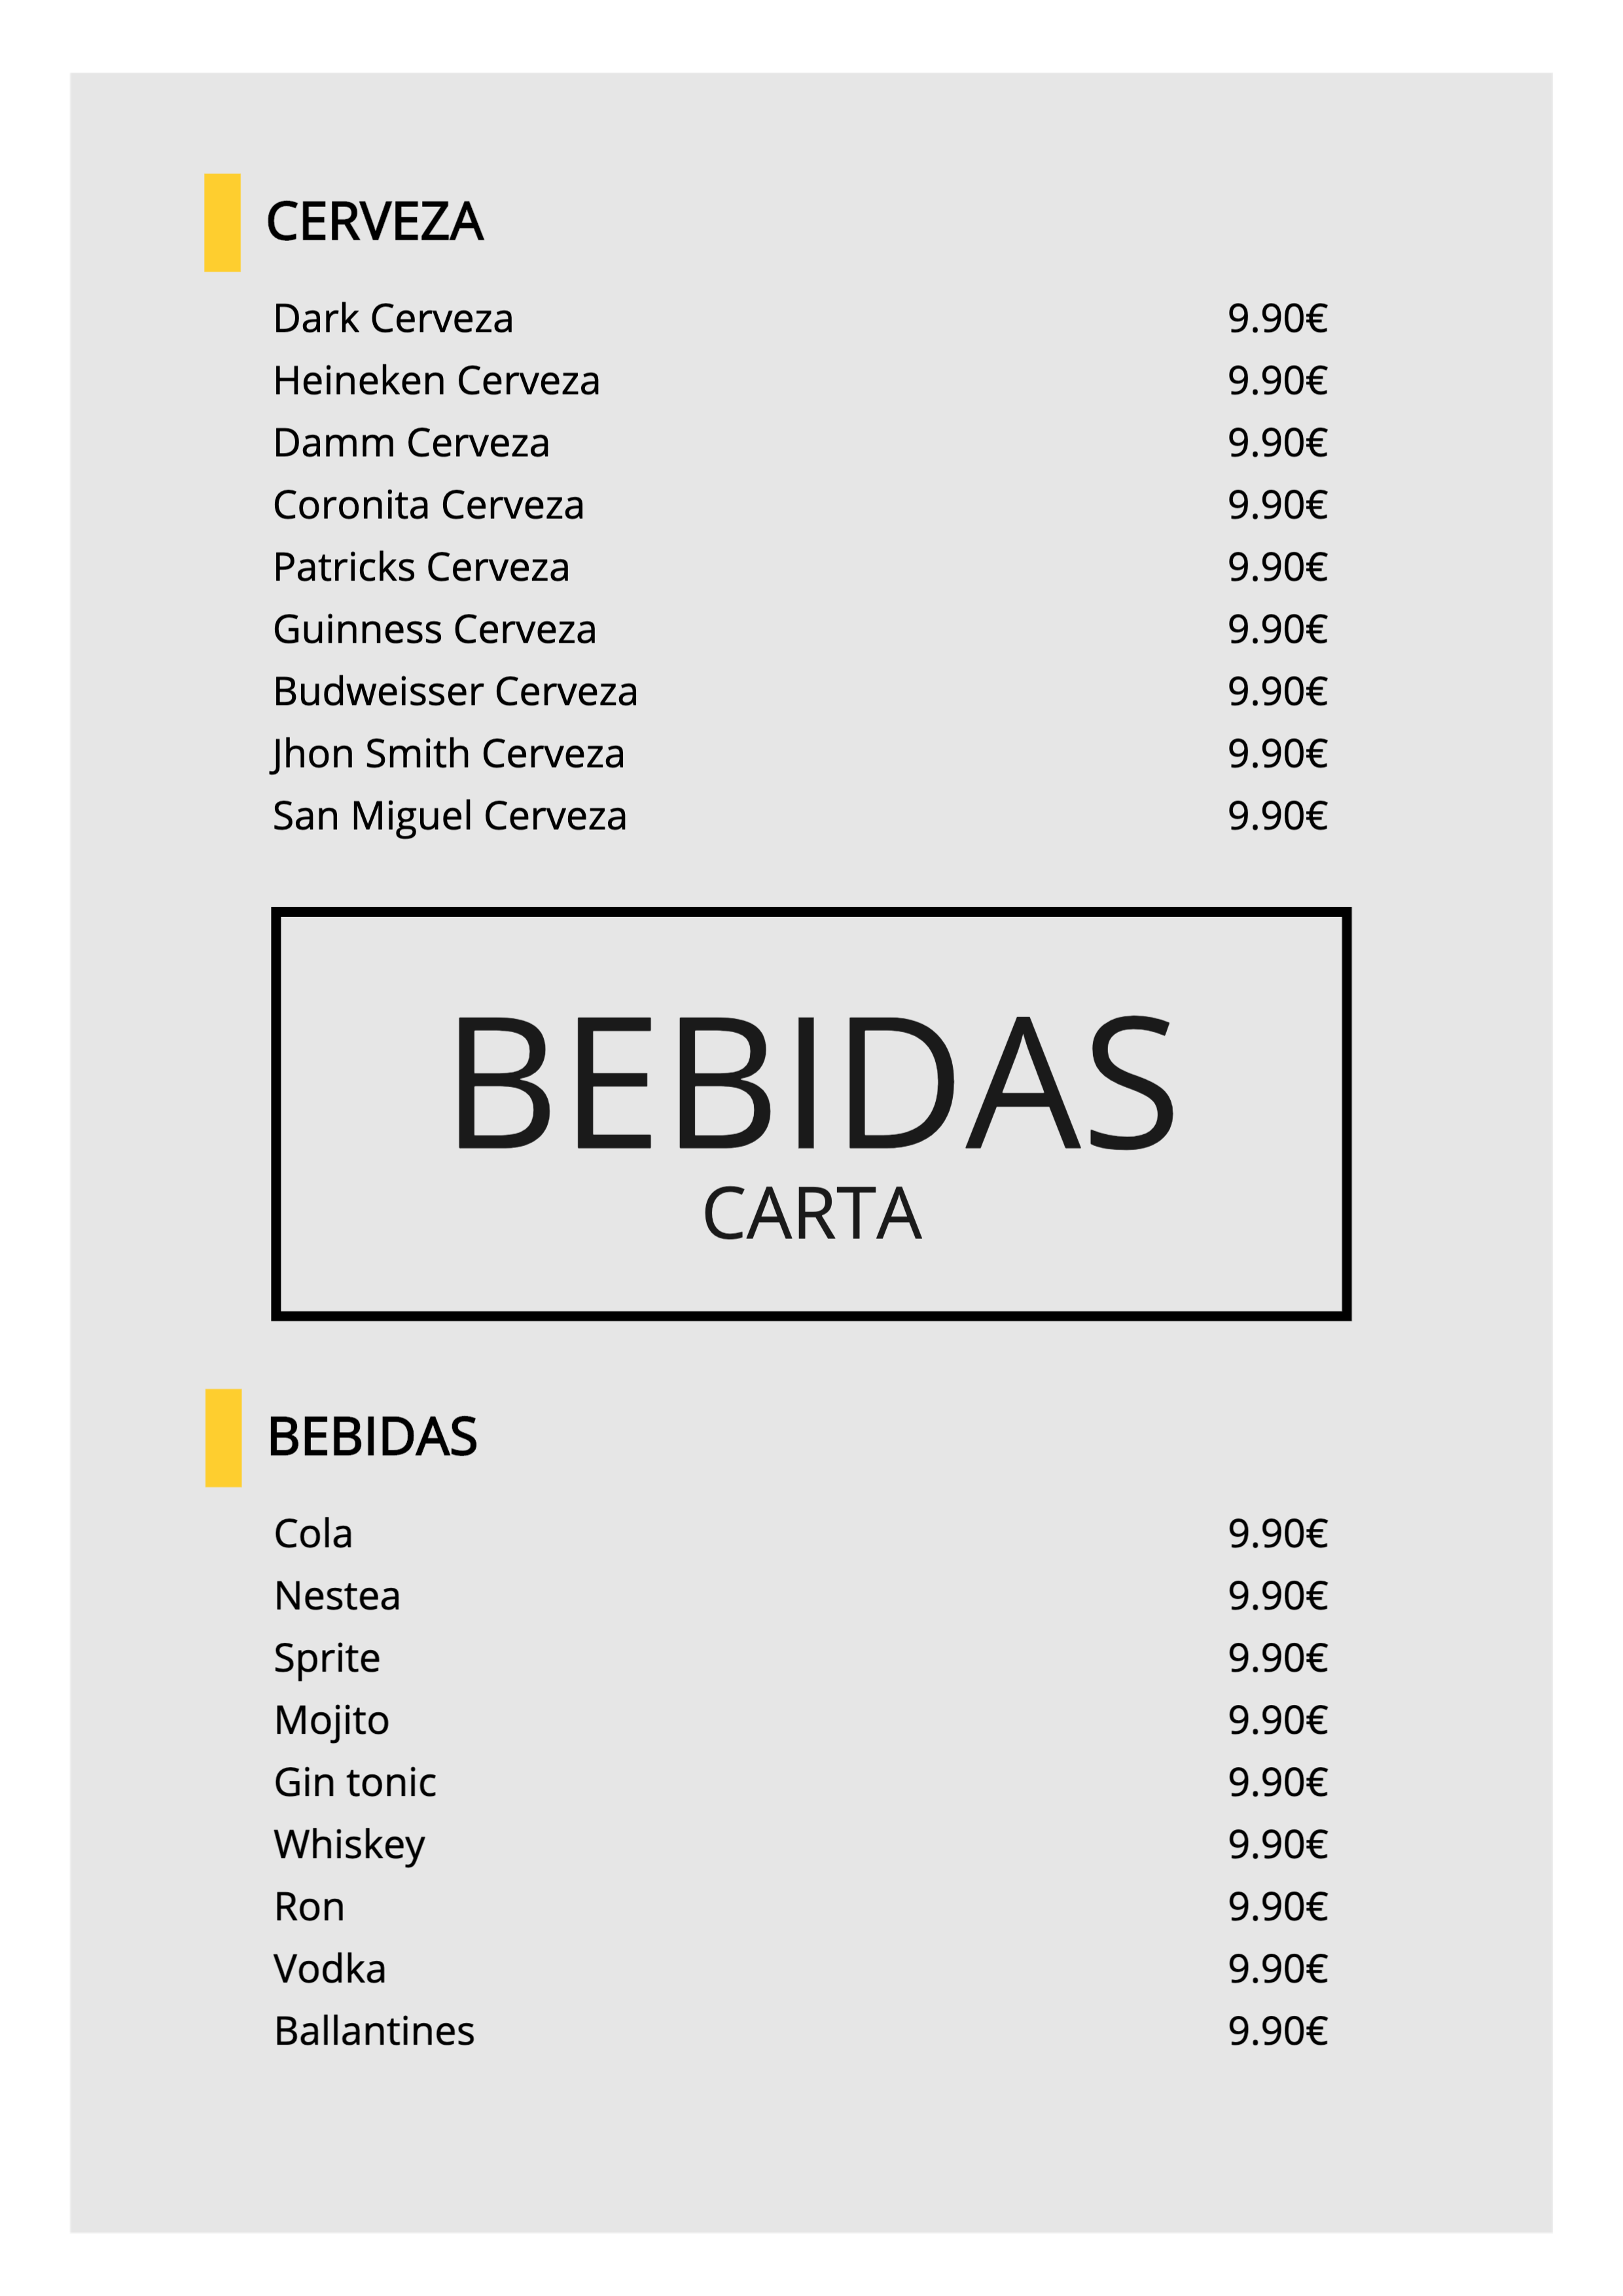 CERVEZA
Dark Cerveza 9.90€
Heineken Cerveza 9.90€
Damm Cerveza 9.90€
Coronita Cerveza 9.90€
Patricks Cerveza 9.90€
Guinness Cerveza 9.90€
Budweisser Cerveza 9.90€
Jhon Smith Cerveza 9.90€
San Miguel Cerveza 9.90€
BEBIDAS
CARTA
BEBIDAS
Cola 9.90€
Nestea 9.90€
Sprite 9.90€
Mojito 9.90€
Gin tonic 9.90€
Whiskey 9.90€
Ron 9.90€
Vodka 9.90€
Ballantines 9.90€